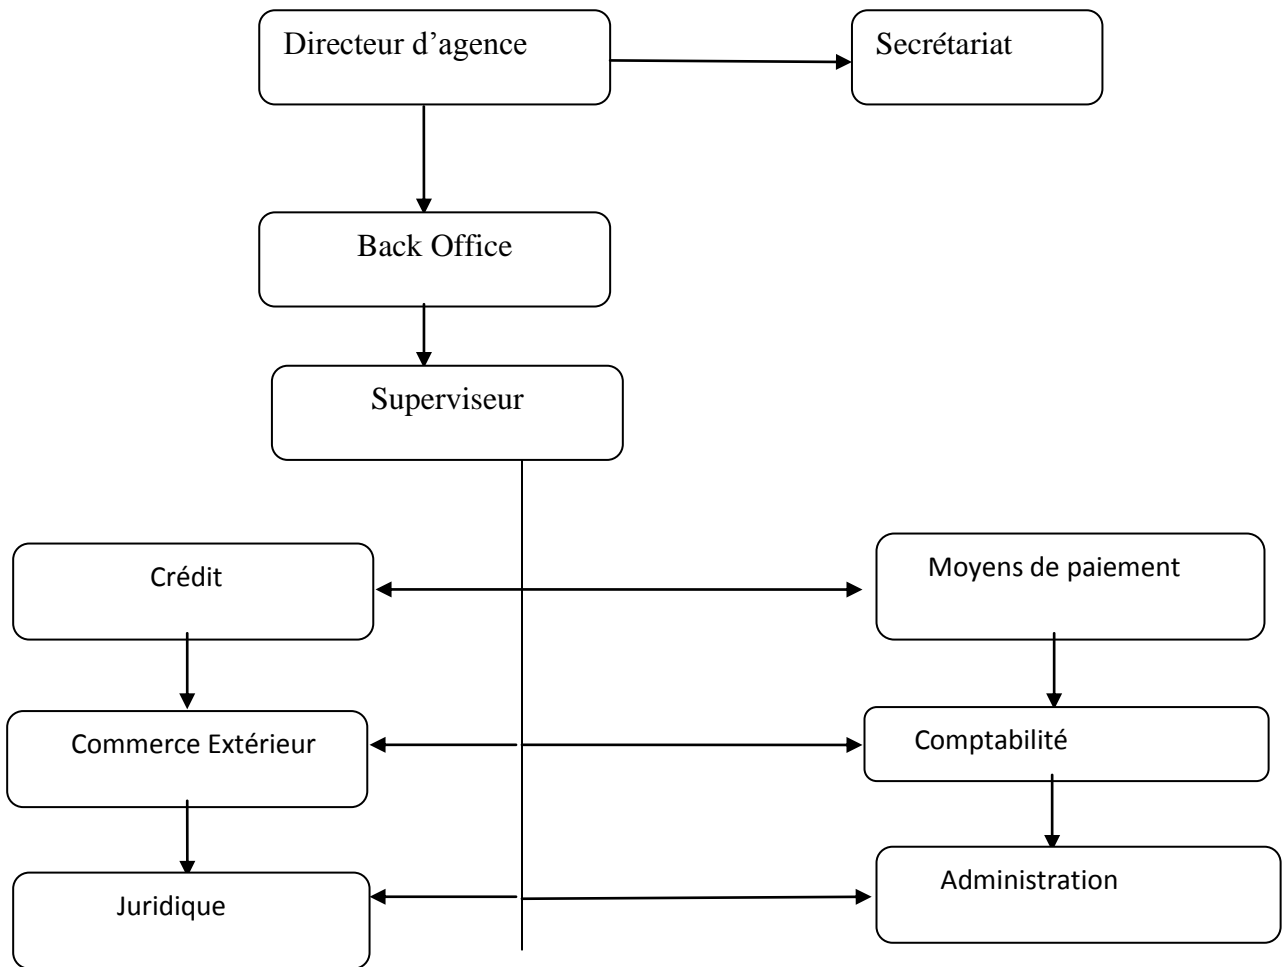 Directeur d’agence
Secrétariat
Back Office
Superviseur
Crédit
Moyens de paiement
Commerce Extérieur
Comptabilité
Juridique
Administration